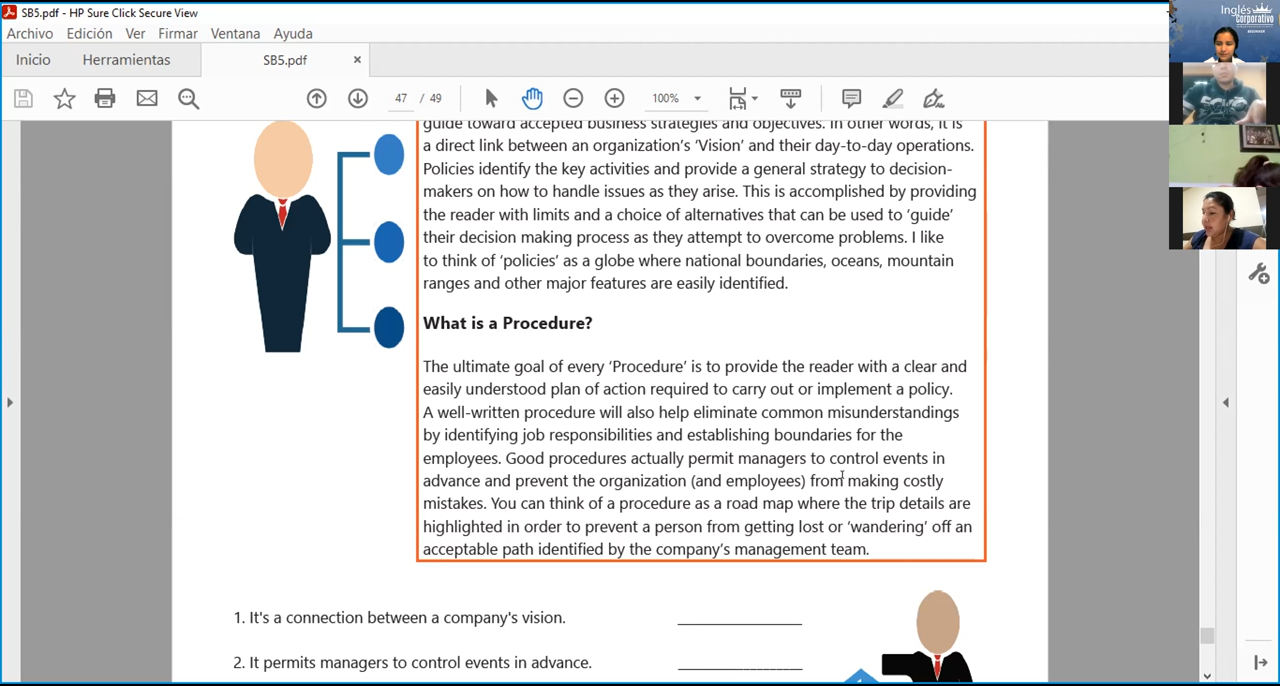 SB5.pdf - HP Sure Click Secure View
Archivo Edición Ver Firmar Ventana Ayuda
Inicio Herramientas SB5.pdf ×
47 / 49 100%
guide toward accepted business strategies and objectives. In other words, it is
a direct link between an organization's 'Vision' and their day-to-day operations.
Policies identify the key activities and provide a general strategy to decision-
makers on how to handle issues as they arise. This is accomplished by providing
the reader with limits and a choice of alternatives that can be used to 'guide'
their decision making process as they attempt to overcome problems. I like
to think of 'policies' as a globe where national boundaries, oceans, mountain
ranges and other major features are easily identified.
What is a Procedure?
The ultimate goal of every 'Procedure' is to provide the reader with a clear and
easily understood plan of action required to carry out or implement a policy.
A well-written procedure will also help eliminate common misunderstandings
by identifying job responsibilities and establishing boundaries for the
employees. Good procedures actually permit managers to control events in
advance and prevent the organization (and employees) from making costly
mistakes. You can think of a procedure as a road map where the trip details are
highlighted in order to prevent a person from getting lost or 'wandering' off an
acceptable path identified by the company's management team.
1. It's a connection between a company's vision. ______________
2. It permits managers to control events in advance. ______________
Inglés
Corporativo
BEGINNER